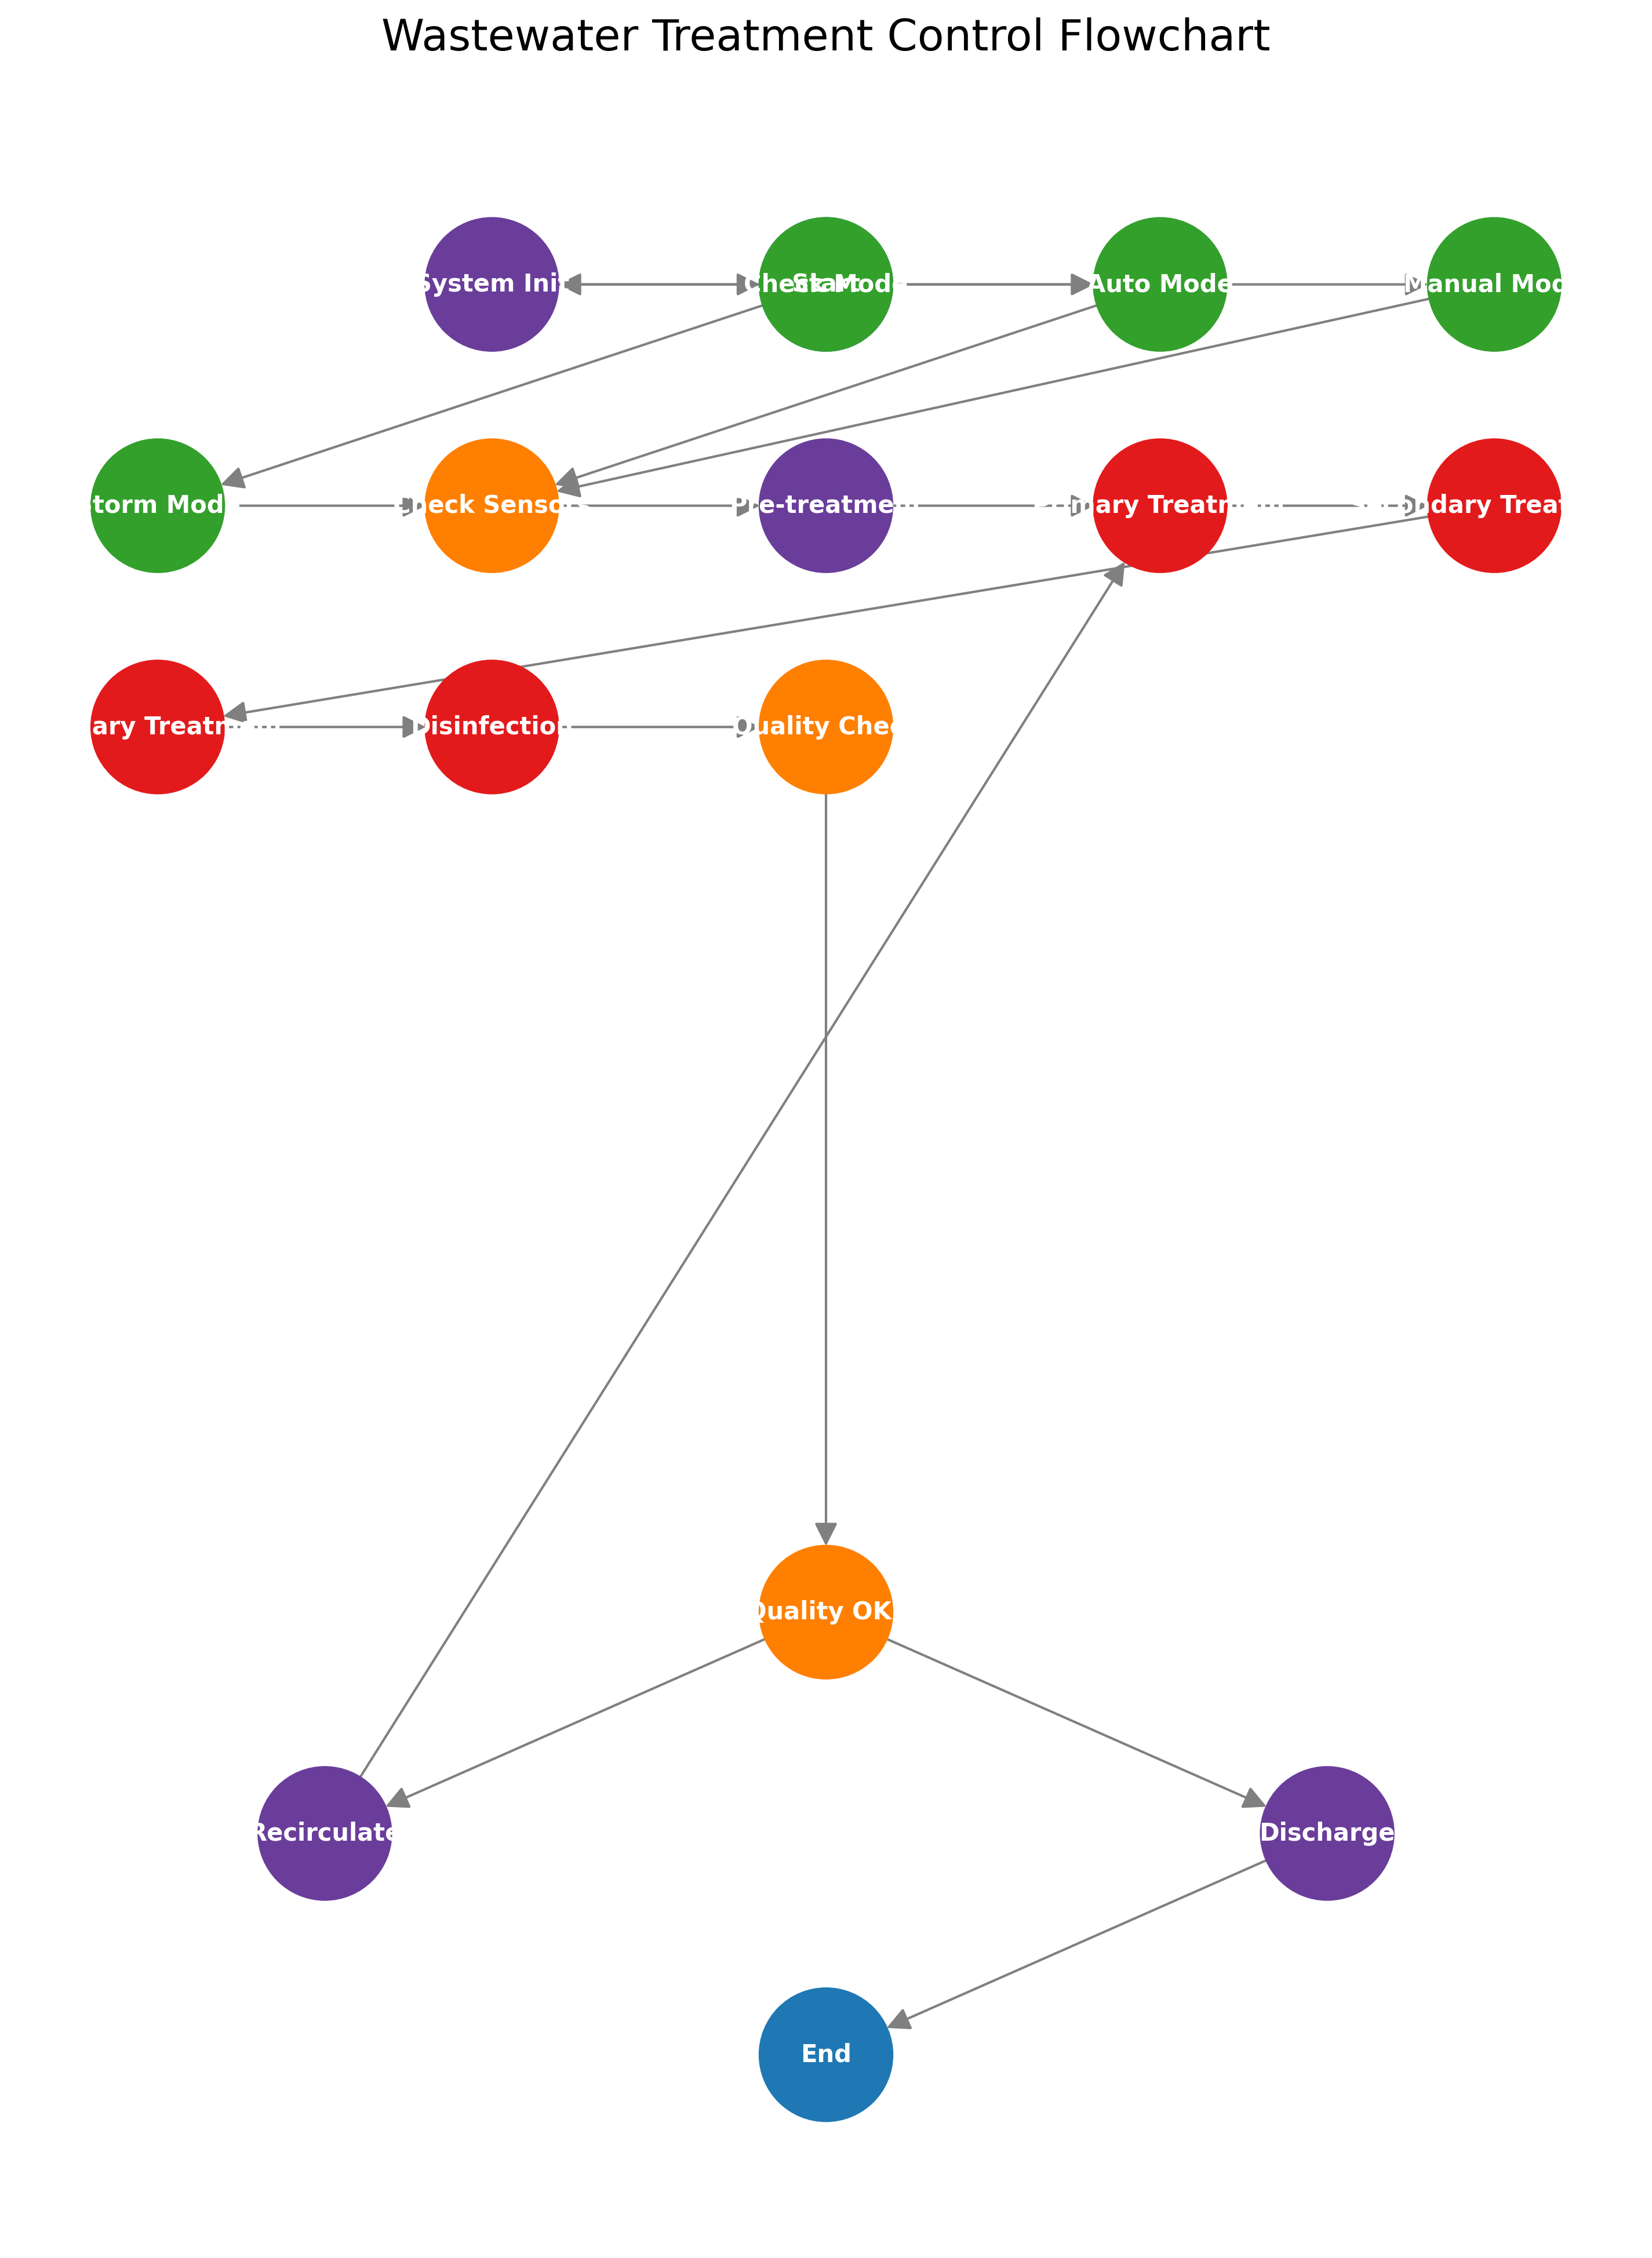 Wastewater Treatment Control Flowchart
System Init
Check Mode
Start
Auto Mode
Manual Mode
Storm Mode
Check Sensors
Pre-treatment
Primary Treatment
Secondary Treat
ary Treatment
Disinfection
Quality Check
Quality OK
Recirculate
Discharge
End